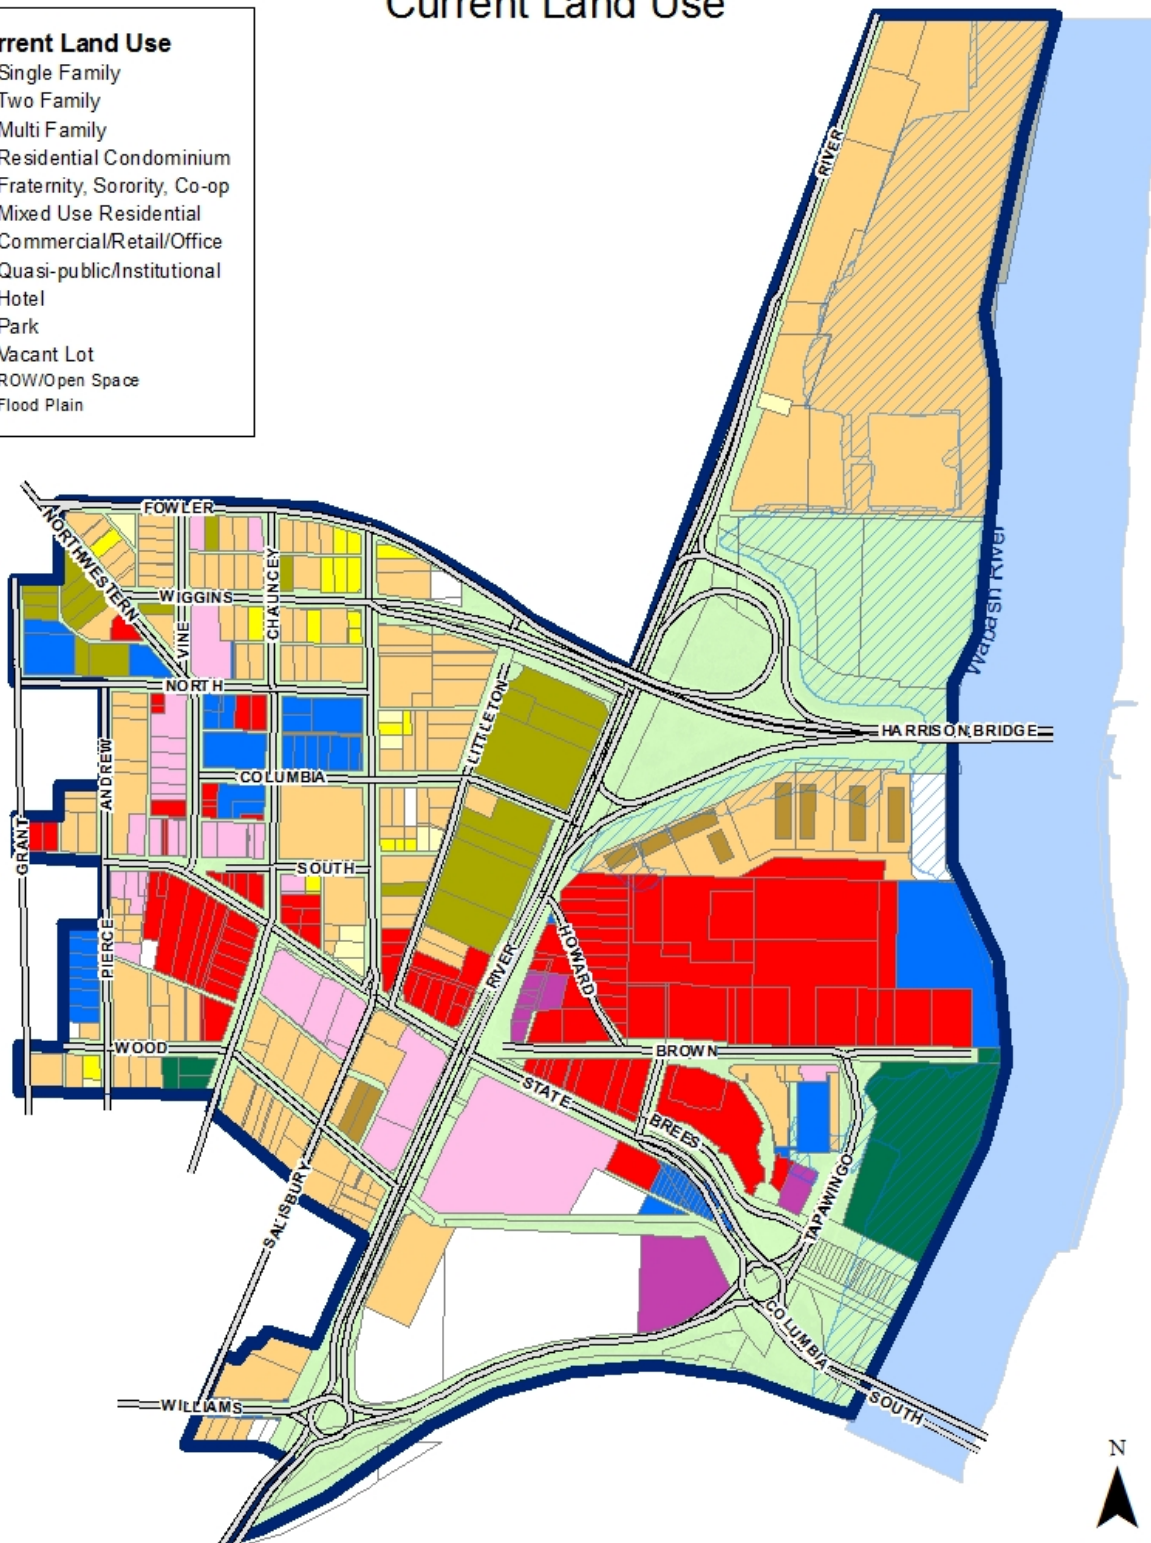 Current Land Use
rrent Land Use
Single Family
Two Family
Multi Family
Residential Condominium
Fraternity, Sorority, Co-op
Mixed Use Residential
Commercial/Retail/Office
Quasi-public/Institutional
Hotel
Park
Vacant Lot
ROW/Open Space
Flood Plain
RIVER
FOWLER
NORTHWESTERN
CHAUNCEY
WIGGINS
VINE
Wabash River
NORTH
LITTLETON
HARRISON BRIDGE
ANDREW
COLUMBIA
GRANT
SOUTH
PIERCE
RIVER
HOWARD
WOOD
BROWN
STATE
BREES
SALISBURY
TAPAWINGO
COLUMBIA
WILLIAMS
SOUTH
N